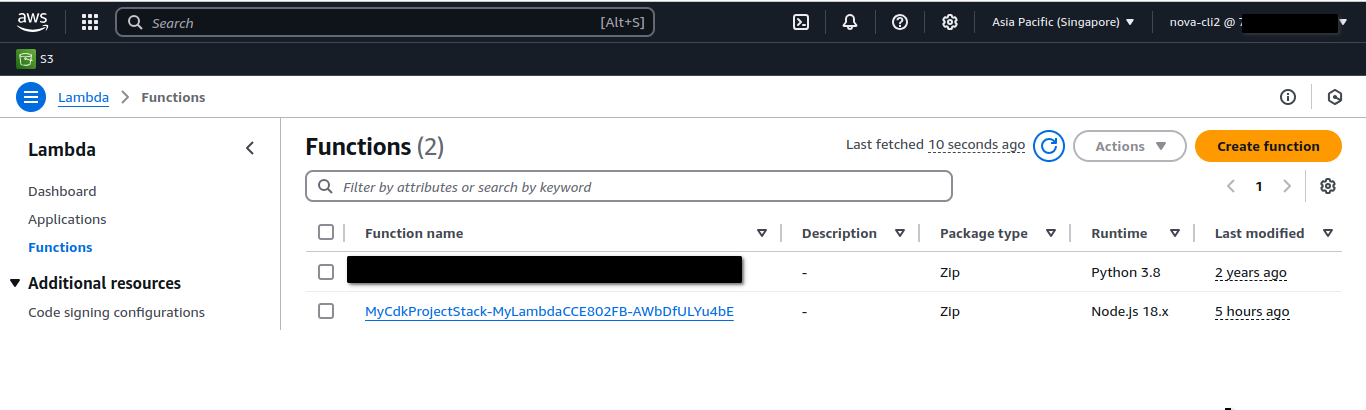 aws Search [Alt+S] Asia Pacific (Singapore) nova-cli2 @ 7
S3
Lambda Functions
Lambda
Dashboard
Applications
Functions
Additional resources
Code signing configurations
Functions (2) Last fetched 10 seconds ago Actions Create function
Filter by attributes or search by keyword 1
Function name Description Package type Runtime Last modified
- Zip Python 3.8 2 years ago
MyCdkProjectStack-MyLambdaCCE802FB-AWbDfULYu4bE - Zip Node.js 18.x 5 hours ago